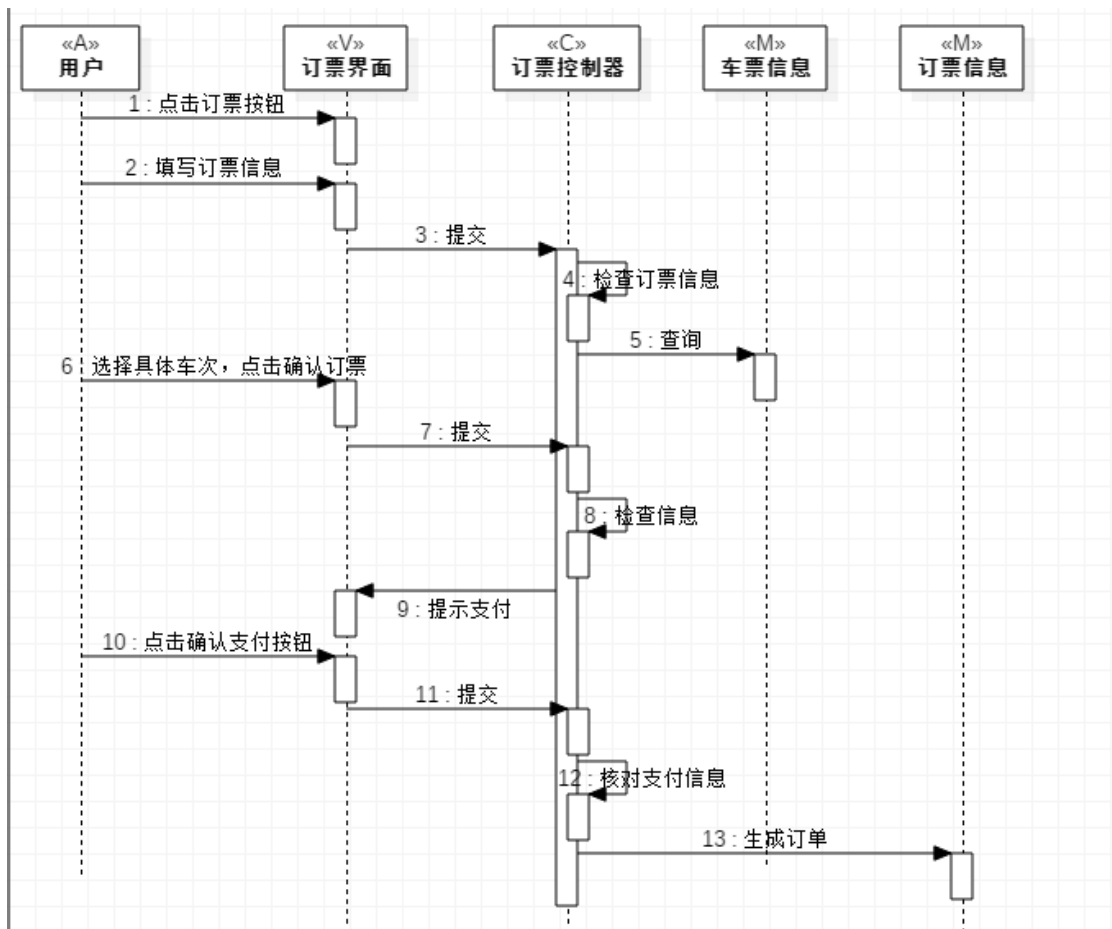 «A»
用户
«V»
订票界面
«C»
订票控制器
«M»
车票信息
«M»
订票信息
1 : 点击订票按钮
2 : 填写订票信息
3 : 提交
4 : 检查订票信息
5 : 查询
6 : 选择具体车次，点击确认订票
7 : 提交
8 : 检查信息
9 : 提示支付
10 : 点击确认支付按钮
11 : 提交
12 : 核对支付信息
13 : 生成订单